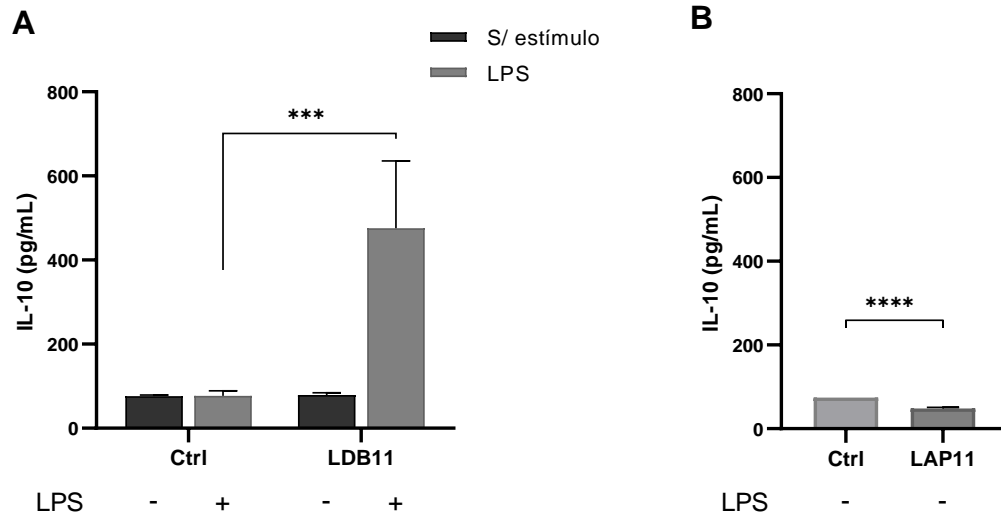 A
S/ estímulo
LPS
IL-10 (pg/mL)
800
600
400
200
0
***
Ctrl
LDB11
LPS - + - +
B
IL-10 (pg/mL)
800
600
400
200
0
****
Ctrl
LAP11
LPS - -